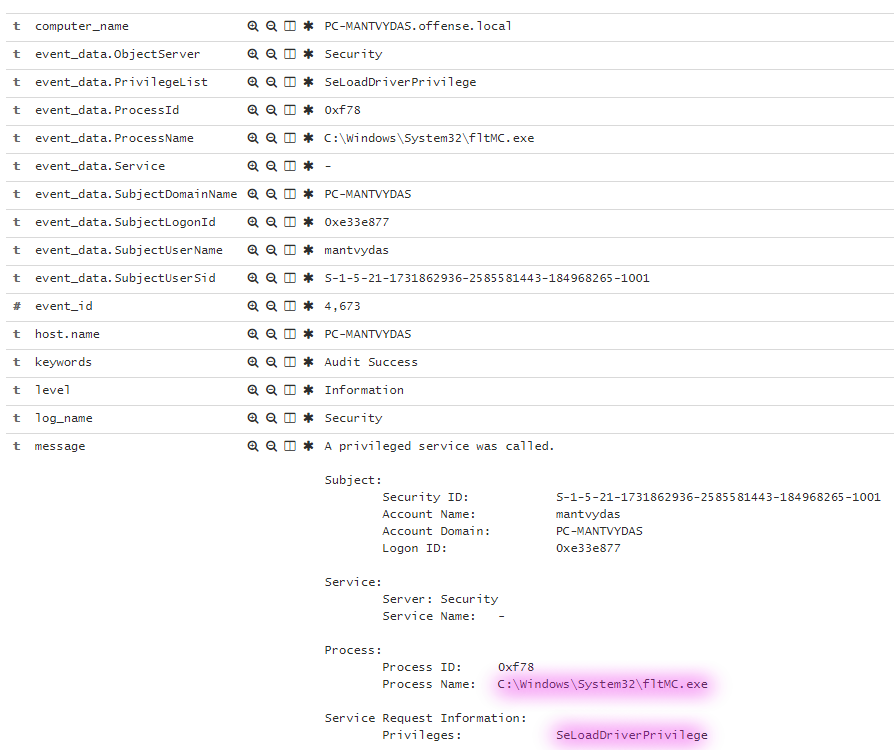 t computer_name PC-MANTVYDAS.offense.local
t event_data.ObjectServer Security
t event_data.PrivilegeList SeLoadDriverPrivilege
t event_data.ProcessId 0xf78
t event_data.ProcessName C:\Windows\System32\fltMC.exe
t event_data.Service -
t event_data.SubjectDomainName PC-MANTVYDAS
t event_data.SubjectLogonId 0xe33e877
t event_data.SubjectUserName mantvydas
t event_data.SubjectUserSid S-1-5-21-1731862936-2585581443-184968265-1001
# event_id 4,673
t host.name PC-MANTVYDAS
t keywords Audit Success
t level Information
t log_name Security
t message A privileged service was called.
Subject:
Security ID: S-1-5-21-1731862936-2585581443-184968265-1001
Account Name: mantvydas
Account Domain: PC-MANTVYDAS
Logon ID: 0xe33e877
Service:
Server: Security
Service Name: -
Process:
Process ID: 0xf78
Process Name: C:\Windows\System32\fltMC.exe
Service Request Information:
Privileges: SeLoadDriverPrivilege